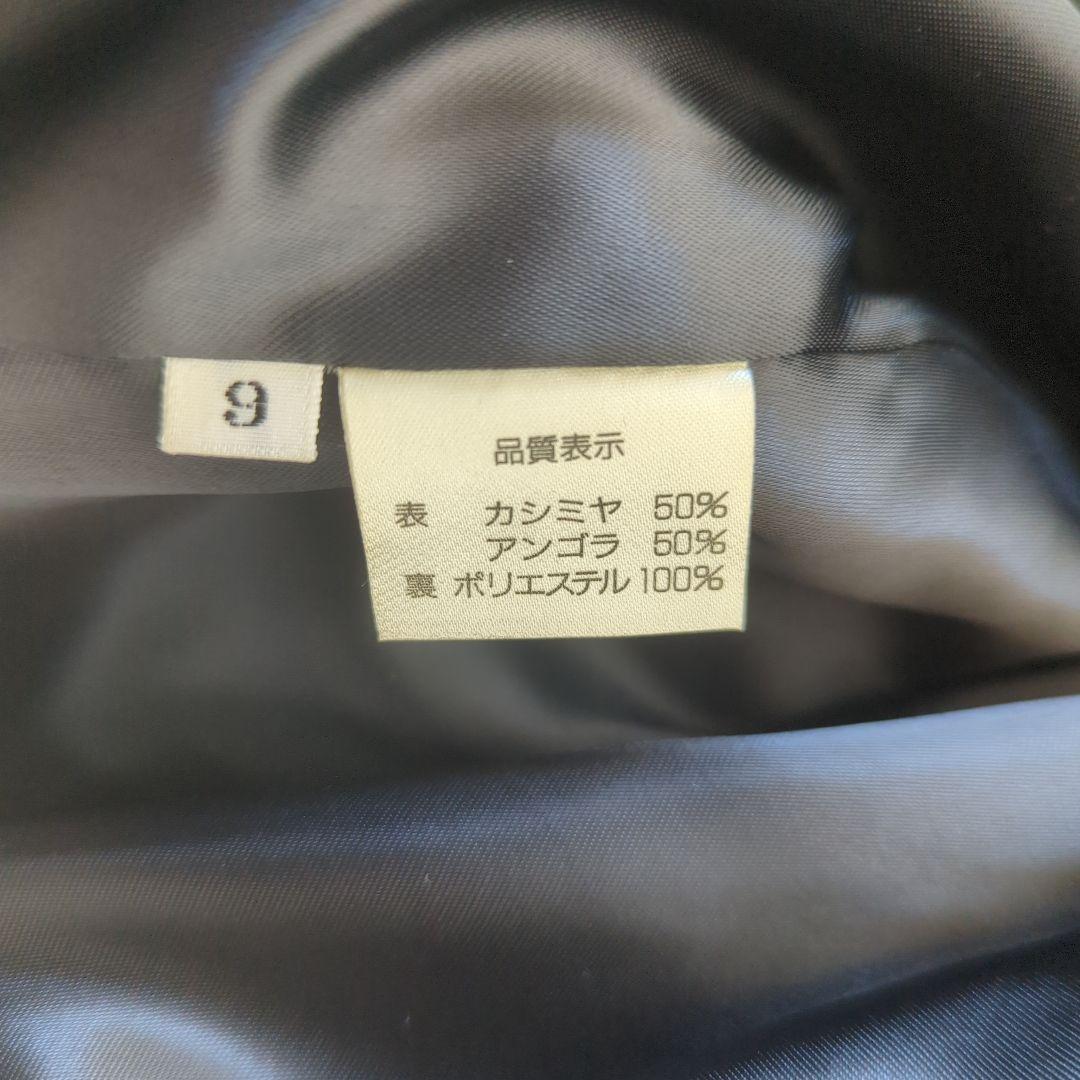 9
品質表示
表 カシミヤ 50%
アンゴラ 50%
裏 ポリエステル 100%